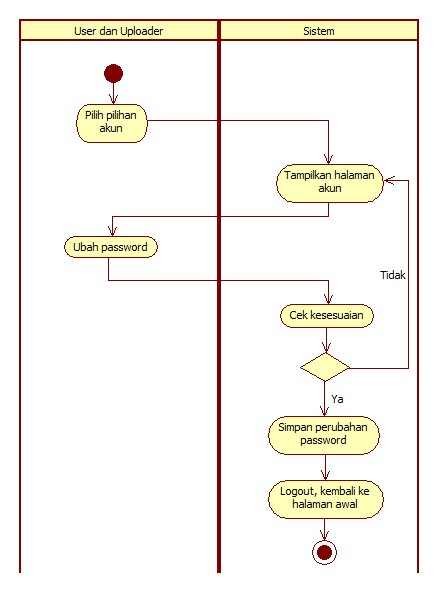 User dan Uploader
Sistem
Pilih pilihan
akun
Tampilkan halaman
akun
Ubah password
Tidak
Cek kesesuaian
Ya
Simpan perubahan
password
Logout, kembali ke
halaman awal